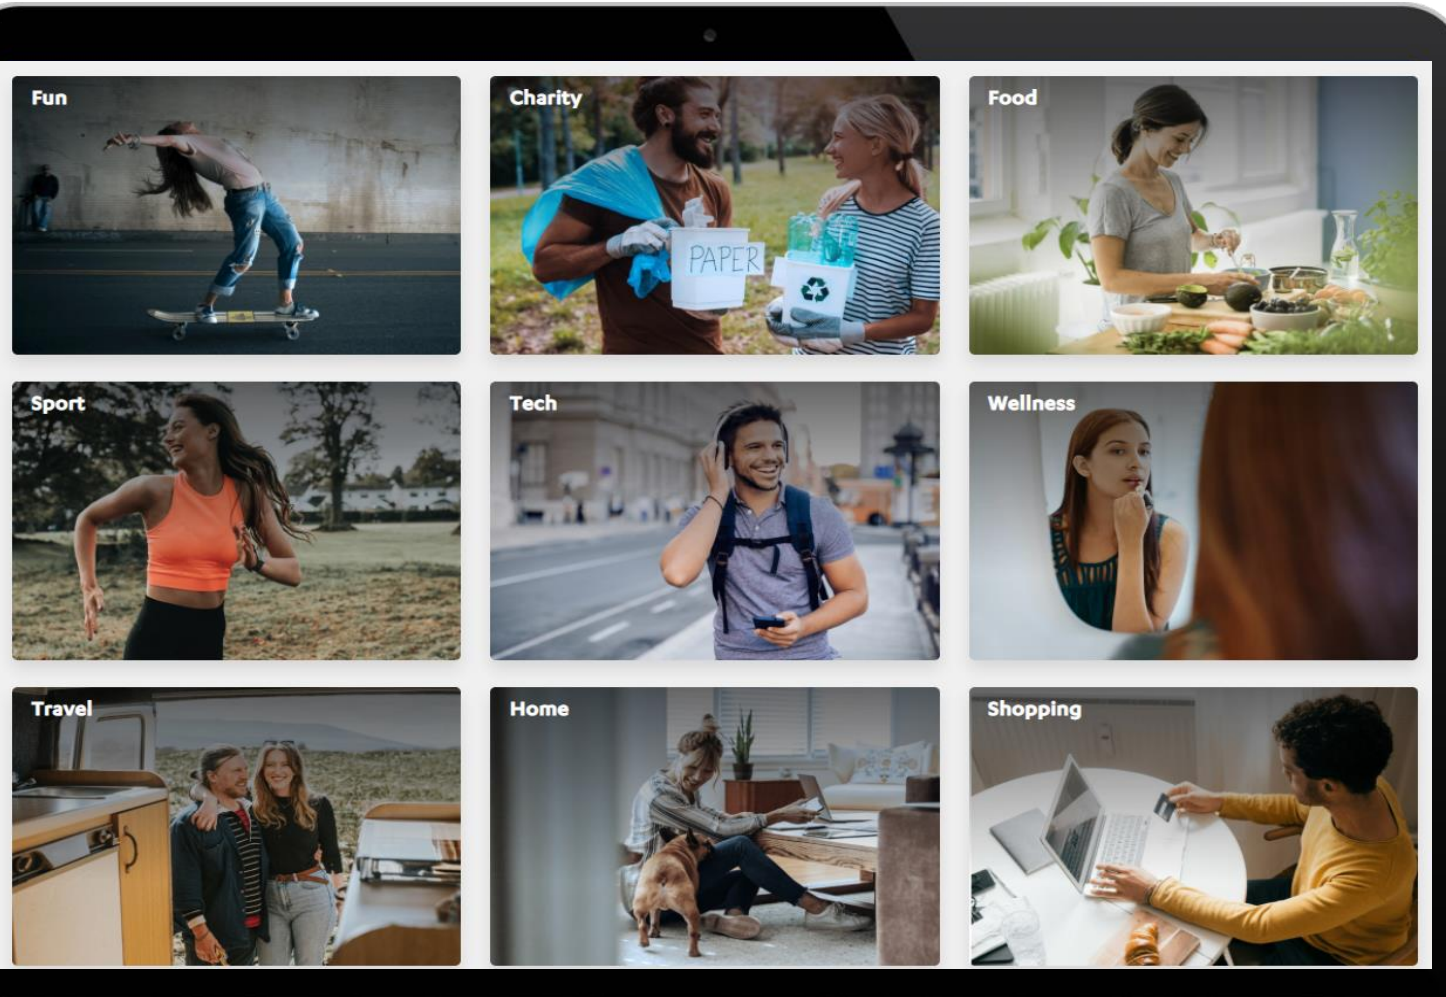 Fun
Charity
Food
PAPER
Sport
Tech
Wellness
Travel
Home
Shopping